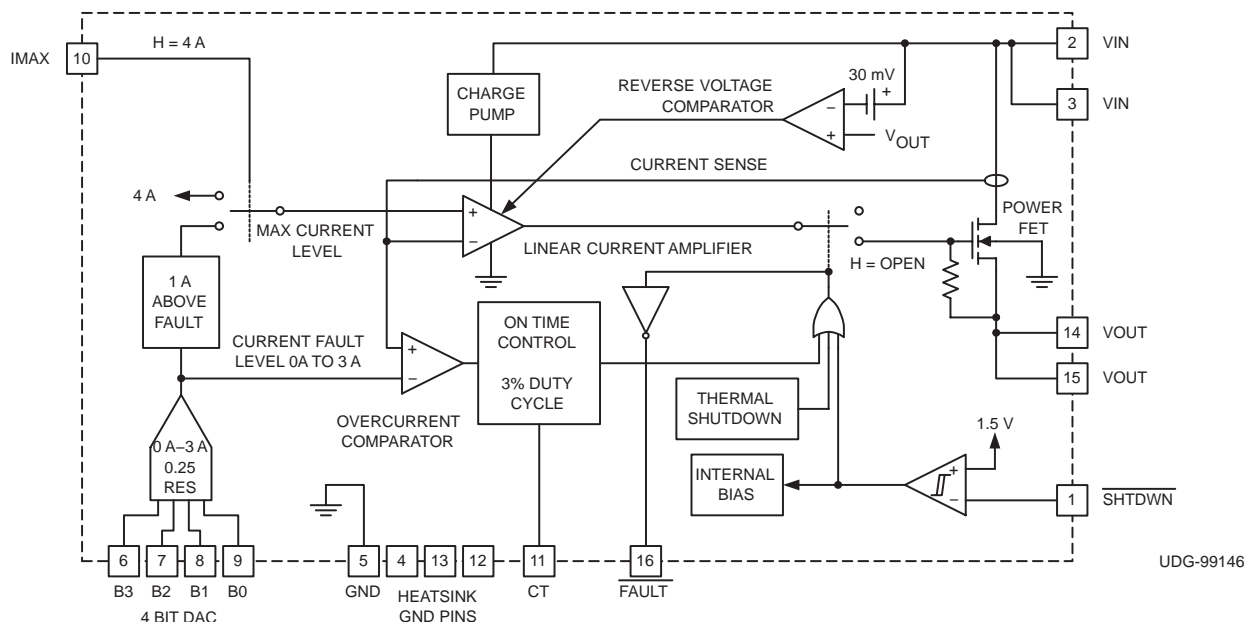 H = 4 A
IMAX
10
2
VIN
30 mV
+
REVERSE VOLTAGE
COMPARATOR
CHARGE
PUMP
−
+
VOUT
3
VIN
CURRENT SENSE
4 A
+
−
MAX CURRENT
LEVEL
LINEAR CURRENT AMPLIFIER
POWER
FET
H = OPEN
1 A
ABOVE
FAULT
CURRENT FAULT
LEVEL 0A TO 3 A
+
−
OVERCURRENT
COMPARATOR
ON TIME
CONTROL
3% DUTY
CYCLE
14
VOUT
15
VOUT
THERMAL
SHUTDOWN
1.5 V
0 A–3 A
0.25
RES
INTERNAL
BIAS
+
−
1
SHTDWN
6
7
8
9
5
4
13
12
11
16
B3
B2
B1
B0
GND
HEATSINK
GND PINS
CT
FAULT
4 BIT DAC
UDG-99146